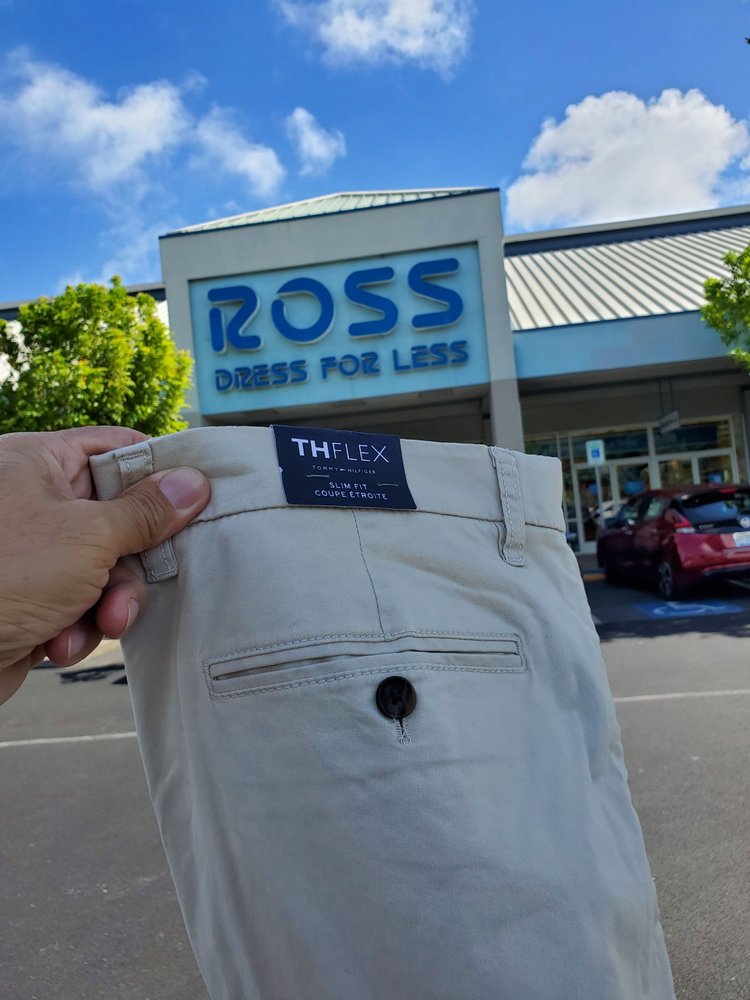 ROSS
DRESS FOR LESS
THFLEX
TOMMY HILFIGER
SLIM FIT
COUPE ÉTROITE